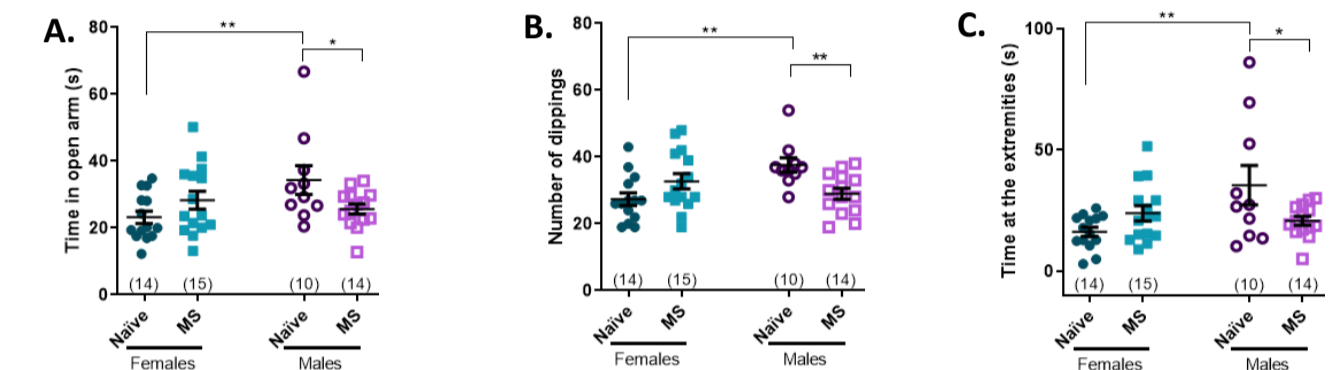 A.
Time in open arm (s)
80
60
40
20
0
**
*
(14) (15) (10) (14)
Naïve MS Naïve MS
Females Males
B.
Number of dippings
80
60
40
20
0
**
**
(14) (15) (10) (14)
Naïve MS Naïve MS
Females Males
C.
Time at the extremities (s)
100
50
0
**
*
(14) (15) (10) (14)
Naïve MS Naïve MS
Females Males